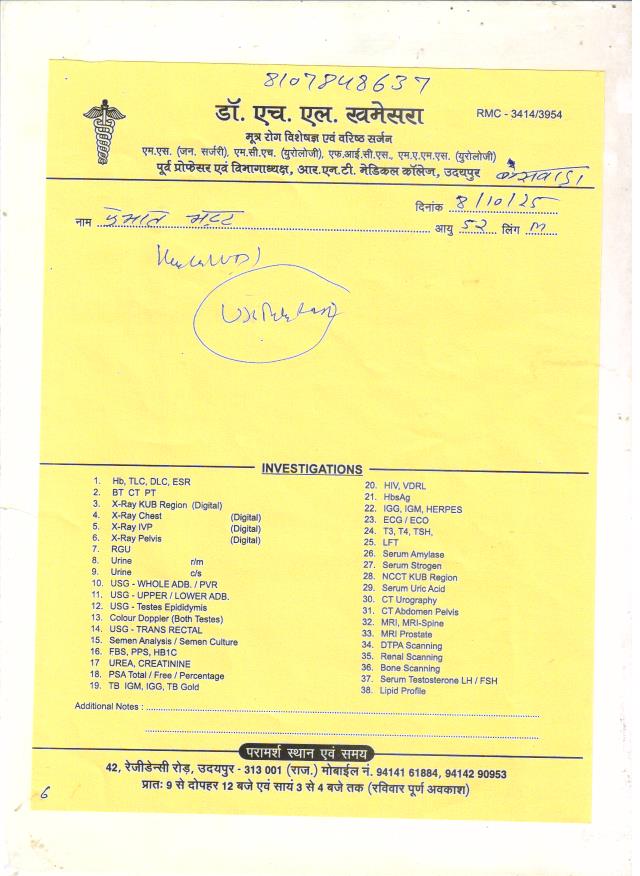 8107848637
डॉ. एच. एल. खमेसरा
RMC - 3414/3954
मूत्र रोग विशेषज्ञ एवं वरिष्ठ सर्जन
एम.एस. (जन. सर्जरी), एम.सी.एच. (युरोलोजी), एफ.आई.सी.एस., एम.ए.एम.एस. (युरोलोजी)
पूर्व प्रोफेसर एवं विभागाध्यक्ष, आर.एन.टी. मेडिकल कॉलेज, उदयपुर
दिनांक 8/10/25
नाम
आयु 52 लिंग m
INVESTIGATIONS
1. Hb, TLC, DLC, ESR
2. BT CT PT
3. X-Ray KUB Region (Digital)
4. X-Ray Chest (Digital)
5. X-Ray IVP (Digital)
6. X-Ray Pelvis (Digital)
7. RGU
8. Urine r/m
9. Urine c/s
10. USG - WHOLE ADB. / PVR
11. USG - UPPER / LOWER ADB.
12. USG - Testes Epididymis
13. Colour Doppler (Both Testes)
14. USG - TRANS RECTAL
15. Semen Analysis / Semen Culture
16. FBS, PPS, HB1C
17 UREA, CREATININE
18. PSA Total / Free / Percentage
19. TB IGM, IGG, TB Gold
20. HIV, VDRL
21. HbsAg
22. IGG, IGM, HERPES
23. ECG / ECO
24. T3, T4, TSH,
25. LFT
26. Serum Amylase
27. Serum Strogen
28. NCCT KUB Region
29. Serum Uric Acid
30. CT Urography
31. CT Abdomen Pelvis
32. MRI, MRI-Spine
33. MRI Prostate
34. DTPA Scanning
35. Renal Scanning
36. Bone Scanning
37. Serum Testosterone LH / FSH
38. Lipid Profile
Additional Notes :
परामर्श स्थान एवं समय
42, रेजीडेन्सी रोड़, उदयपुर - 313 001 (राज.) मोबाईल नं. 94141 61884, 94142 90953
प्रातः 9 से दोपहर 12 बजे एवं सायं 3 से 4 बजे तक (रविवार पूर्ण अवकाश)
6